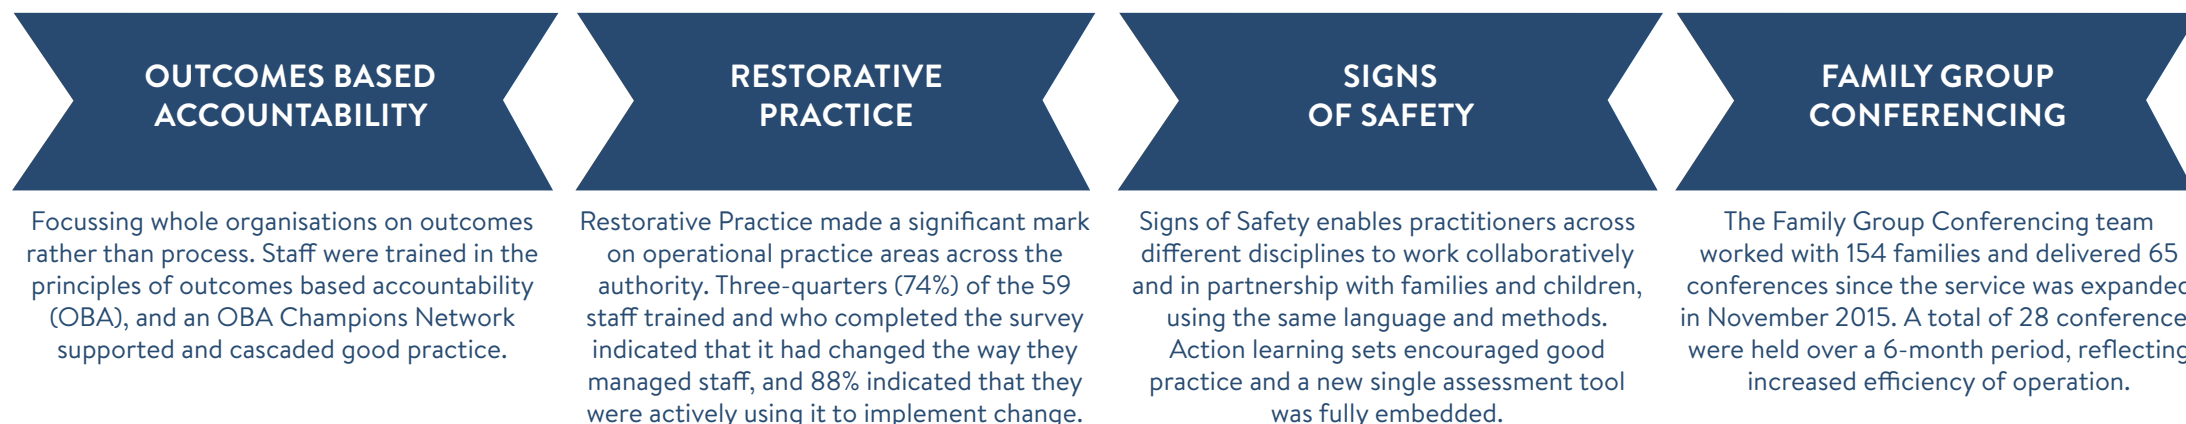 OUTCOMES BASED
ACCOUNTABILITY
Focussing whole organisations on outcomes
rather than process. Staff were trained in the
principles of outcomes based accountability
(OBA), and an OBA Champions Network
supported and cascaded good practice.
RESTORATIVE
PRACTICE
Restorative Practice made a significant mark
on operational practice areas across the
authority. Three-quarters (74%) of the 59
staff trained and who completed the survey
indicated that it had changed the way they
managed staff, and 88% indicated that they
were actively using it to implement change.
SIGNS
OF SAFETY
Signs of Safety enables practitioners across
different disciplines to work collaboratively
and in partnership with families and children,
using the same language and methods.
Action learning sets encouraged good
practice and a new single assessment tool
was fully embedded.
FAMILY GROUP
CONFERENCING
The Family Group Conferencing team
worked with 154 families and delivered 65
conferences since the service was expanded
in November 2015. A total of 28 conference
were held over a 6-month period, reflecting
increased efficiency of operation.